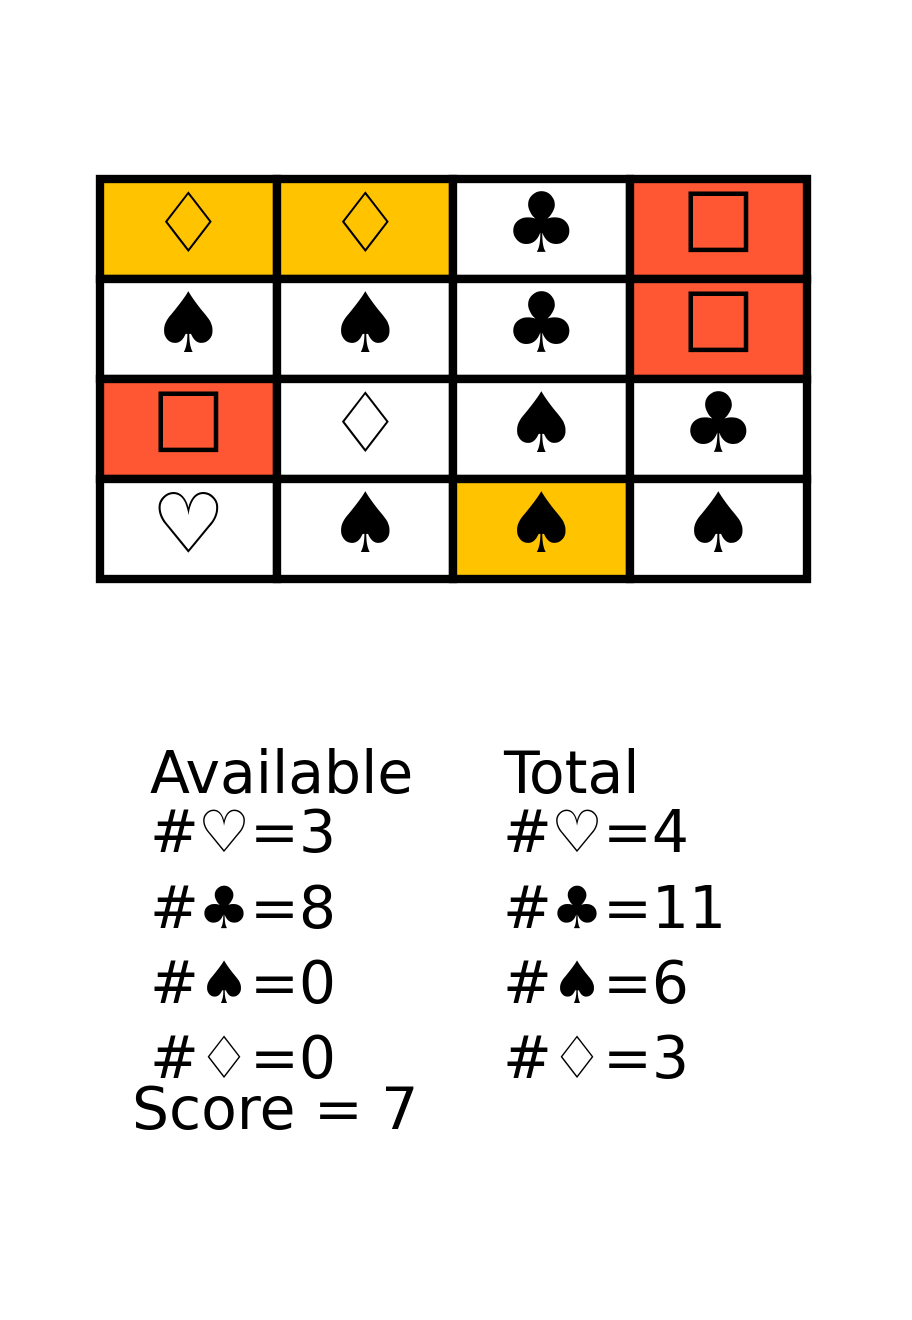 ♢ ♢ ♣ □
♠ ♠ ♣ □
□ ♢ ♠ ♣
♡ ♠ ♠ ♠
Available Total
#♡=3 #♡=4
#♣=8 #♣=11
#♠=0 #♠=6
#♢=0 #♢=3
Score = 7